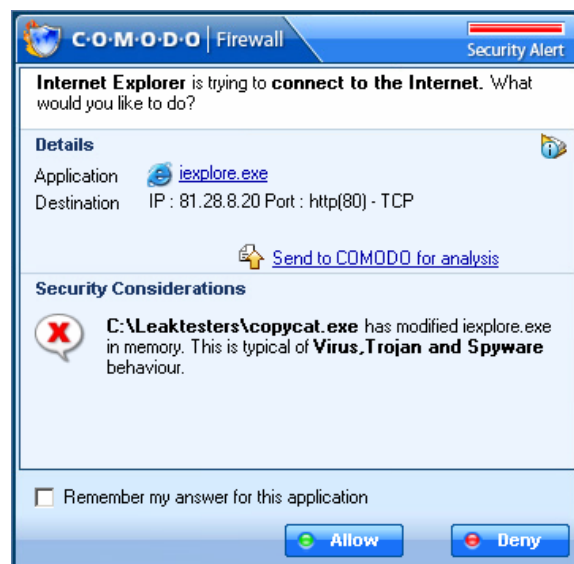 C·O·M·O·D·O | Firewall
Security Alert
Internet Explorer is trying to connect to the Internet. What
would you like to do?
Details
Application iexplore.exe
Destination IP : 81.28.8.20 Port : http(80) - TCP
Send to COMODO for analysis
Security Considerations
C:\Leaktesters\copycat.exe has modified iexplore.exe
in memory. This is typical of Virus,Trojan and Spyware
behaviour.
Remember my answer for this application
Allow Deny